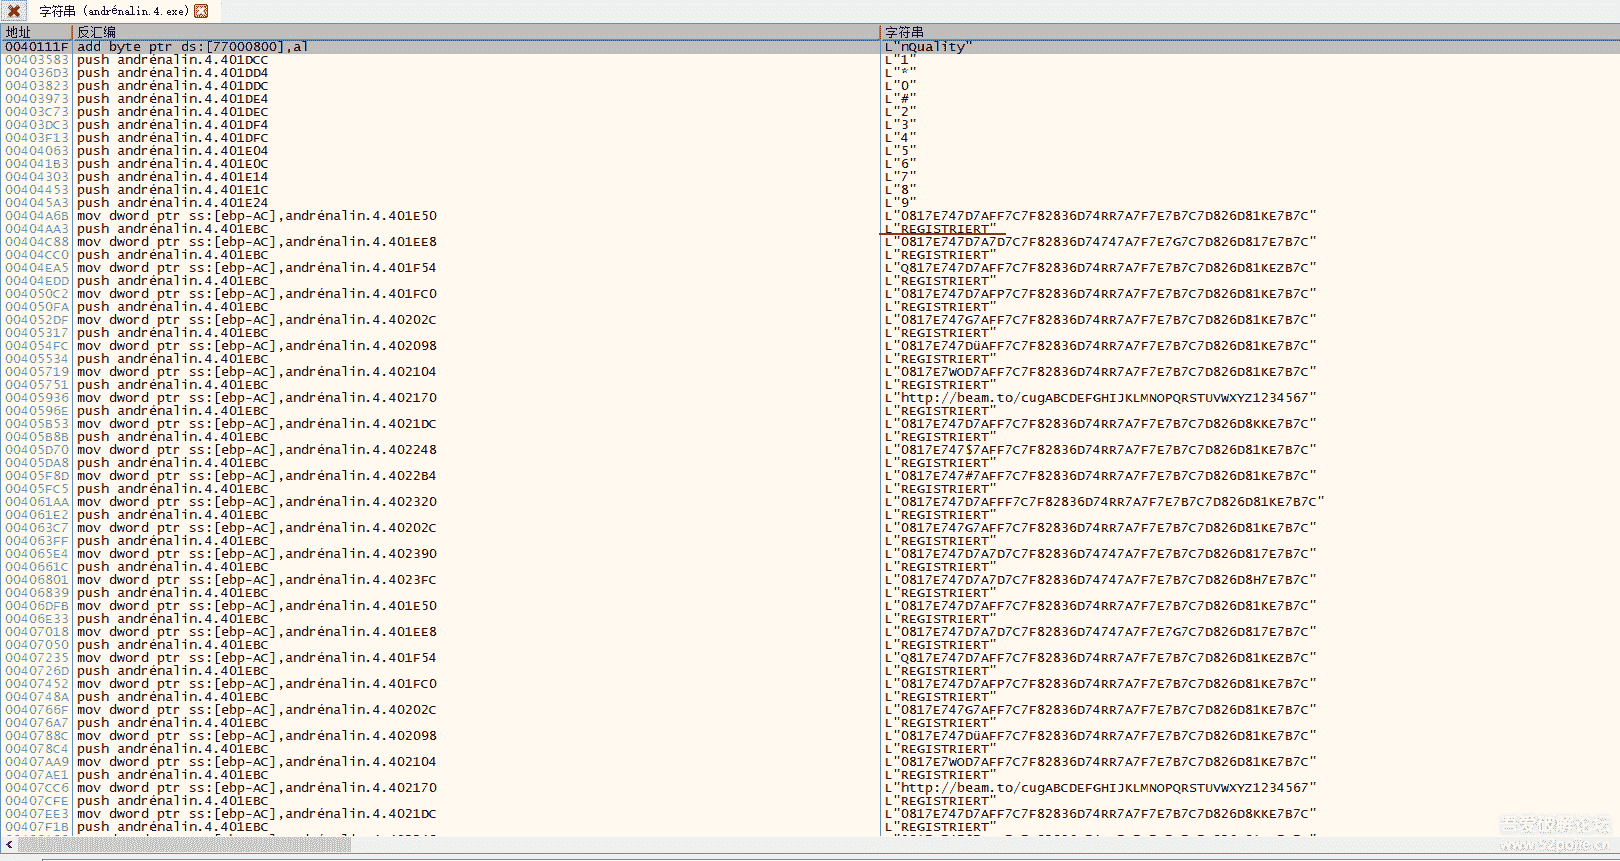 字符串 (andrénalin.4.exe)
地址 反汇编 字符串
0040111F add byte ptr ds:[77000800],al L"nQuality"
00403583 push andrénalin.4.401DCC L"1"
004036D3 push andrénalin.4.401DD4 L"*"
00403823 push andrénalin.4.401DDC L"0"
00403973 push andrénalin.4.401DE4 L"#"
00403C73 push andrénalin.4.401DEC L"2"
00403DC3 push andrénalin.4.401DF4 L"3"
00403F13 push andrénalin.4.401DFC L"4"
00404063 push andrénalin.4.401E04 L"5"
004041B3 push andrénalin.4.401E0C L"6"
00404303 push andrénalin.4.401E14 L"7"
00404453 push andrénalin.4.401E1C L"8"
004045A3 push andrénalin.4.401E24 L"9"
00404A6B mov dword ptr ss:[ebp-AC],andrénalin.4.401E50 L"0817E747D7AFF7C7F82836D74RR7A7F7E7B7C7D826D81KE7B7C"
00404AA3 push andrénalin.4.401EBC L"REGISTRIERT"
00404C88 mov dword ptr ss:[ebp-AC],andrénalin.4.401EE8 L"0817E747D7A7D7C7F82836D74747A7F7E7G7C7D826D817E7B7C"
00404CC0 push andrénalin.4.401EBC L"REGISTRIERT"
00404EA5 mov dword ptr ss:[ebp-AC],andrénalin.4.401F54 L"Q817E747D7AFF7C7F82836D74RR7A7F7E7B7C7D826D81KEZB7C"
00404EDD push andrénalin.4.401EBC L"REGISTRIERT"
004050C2 mov dword ptr ss:[ebp-AC],andrénalin.4.401FC0 L"0817E747D7AFP7C7F82836D74RR7A7F7E7B7C7D826D81KE7B7C"
004050FA push andrénalin.4.401EBC L"REGISTRIERT"
004052DF mov dword ptr ss:[ebp-AC],andrénalin.4.40202C L"0817E747G7AFF7C7F82836D74RR7A7F7E7B7C7D826D81KE7B7C"
00405317 push andrénalin.4.401EBC L"REGISTRIERT"
004054FC mov dword ptr ss:[ebp-AC],andrénalin.4.402098 L"0817E747DüAFF7C7F82836D74RR7A7F7E7B7C7D826D81KE7B7C"
00405534 push andrénalin.4.401EBC L"REGISTRIERT"
00405719 mov dword ptr ss:[ebp-AC],andrénalin.4.402104 L"0817E7WOD7AFF7C7F82836D74RR7A7F7E7B7C7D826D81KE7B7C"
00405751 push andrénalin.4.401EBC L"REGISTRIERT"
00405936 mov dword ptr ss:[ebp-AC],andrénalin.4.402170 L"http://beam.to/cugABCDEFGHIJKLMNOPQRSTUVWXYZ1234567"
0040596E push andrénalin.4.401EBC L"REGISTRIERT"
00405B53 mov dword ptr ss:[ebp-AC],andrénalin.4.4021DC L"0817E747D7AFF7C7F82836D74RR7A7F7E7B7C7D826D8KKE7B7C"
00405B8B push andrénalin.4.401EBC L"REGISTRIERT"
00405D70 mov dword ptr ss:[ebp-AC],andrénalin.4.402248 L"0817E747$7AFF7C7F82836D74RR7A7F7E7B7C7D826D81KE7B7C"
00405DA8 push andrénalin.4.401EBC L"REGISTRIERT"
00405F8D mov dword ptr ss:[ebp-AC],andrénalin.4.4022B4 L"0817E747#7AFF7C7F82836D74RR7A7F7E7B7C7D826D81KE7B7C"
00405FC5 push andrénalin.4.401EBC L"REGISTRIERT"
004061AA mov dword ptr ss:[ebp-AC],andrénalin.4.402320 L"0817E747D7AFFF7C7F82836D74RR7A7F7E7B7C7D826D81KE7B7C"
004061E2 push andrénalin.4.401EBC L"REGISTRIERT"
004063C7 mov dword ptr ss:[ebp-AC],andrénalin.4.40202C L"0817E747G7AFF7C7F82836D74RR7A7F7E7B7C7D826D81KE7B7C"
004063FF push andrénalin.4.401EBC L"REGISTRIERT"
004065E4 mov dword ptr ss:[ebp-AC],andrénalin.4.402390 L"0817E747D7A7D7C7F82836D74747A7F7E7B7C7D826D817E7B7C"
0040661C push andrénalin.4.401EBC L"REGISTRIERT"
00406801 mov dword ptr ss:[ebp-AC],andrénalin.4.4023FC L"0817E747D7A7D7C7F82836D74747A7F7E7B7C7D826D8H7E7B7C"
00406839 push andrénalin.4.401EBC L"REGISTRIERT"
00406DFB mov dword ptr ss:[ebp-AC],andrénalin.4.401E50 L"0817E747D7AFF7C7F82836D74RR7A7F7E7B7C7D826D81KE7B7C"
00406E33 push andrénalin.4.401EBC L"REGISTRIERT"
00407018 mov dword ptr ss:[ebp-AC],andrénalin.4.401EE8 L"0817E747D7A7D7C7F82836D74747A7F7E7G7C7D826D817E7B7C"
00407050 push andrénalin.4.401EBC L"REGISTRIERT"
00407235 mov dword ptr ss:[ebp-AC],andrénalin.4.401F54 L"Q817E747D7AFF7C7F82836D74RR7A7F7E7B7C7D826D81KEZB7C"
0040726D push andrénalin.4.401EBC L"REGISTRIERT"
00407452 mov dword ptr ss:[ebp-AC],andrénalin.4.401FC0 L"0817E747D7AFP7C7F82836D74RR7A7F7E7B7C7D826D81KE7B7C"
0040748A push andrénalin.4.401EBC L"REGISTRIERT"
0040766F mov dword ptr ss:[ebp-AC],andrénalin.4.40202C L"0817E747G7AFF7C7F82836D74RR7A7F7E7B7C7D826D81KE7B7C"
004076A7 push andrénalin.4.401EBC L"REGISTRIERT"
0040788C mov dword ptr ss:[ebp-AC],andrénalin.4.402098 L"0817E747DüAFF7C7F82836D74RR7A7F7E7B7C7D826D81KE7B7C"
004078C4 push andrénalin.4.401EBC L"REGISTRIERT"
00407AA9 mov dword ptr ss:[ebp-AC],andrénalin.4.402104 L"0817E7WOD7AFF7C7F82836D74RR7A7F7E7B7C7D826D81KE7B7C"
00407AE1 push andrénalin.4.401EBC L"REGISTRIERT"
00407CC6 mov dword ptr ss:[ebp-AC],andrénalin.4.402170 L"http://beam.to/cugABCDEFGHIJKLMNOPQRSTUVWXYZ1234567"
00407CFE push andrénalin.4.401EBC L"REGISTRIERT"
00407EE3 mov dword ptr ss:[ebp-AC],andrénalin.4.4021DC L"0817E747D7AFF7C7F82836D74RR7A7F7E7B7C7D826D8KKE7B7C"
00407F1B push andrénalin.4.401EBC L"REGISTRIERT"
吾爱破解论坛
www.52pojie.cn